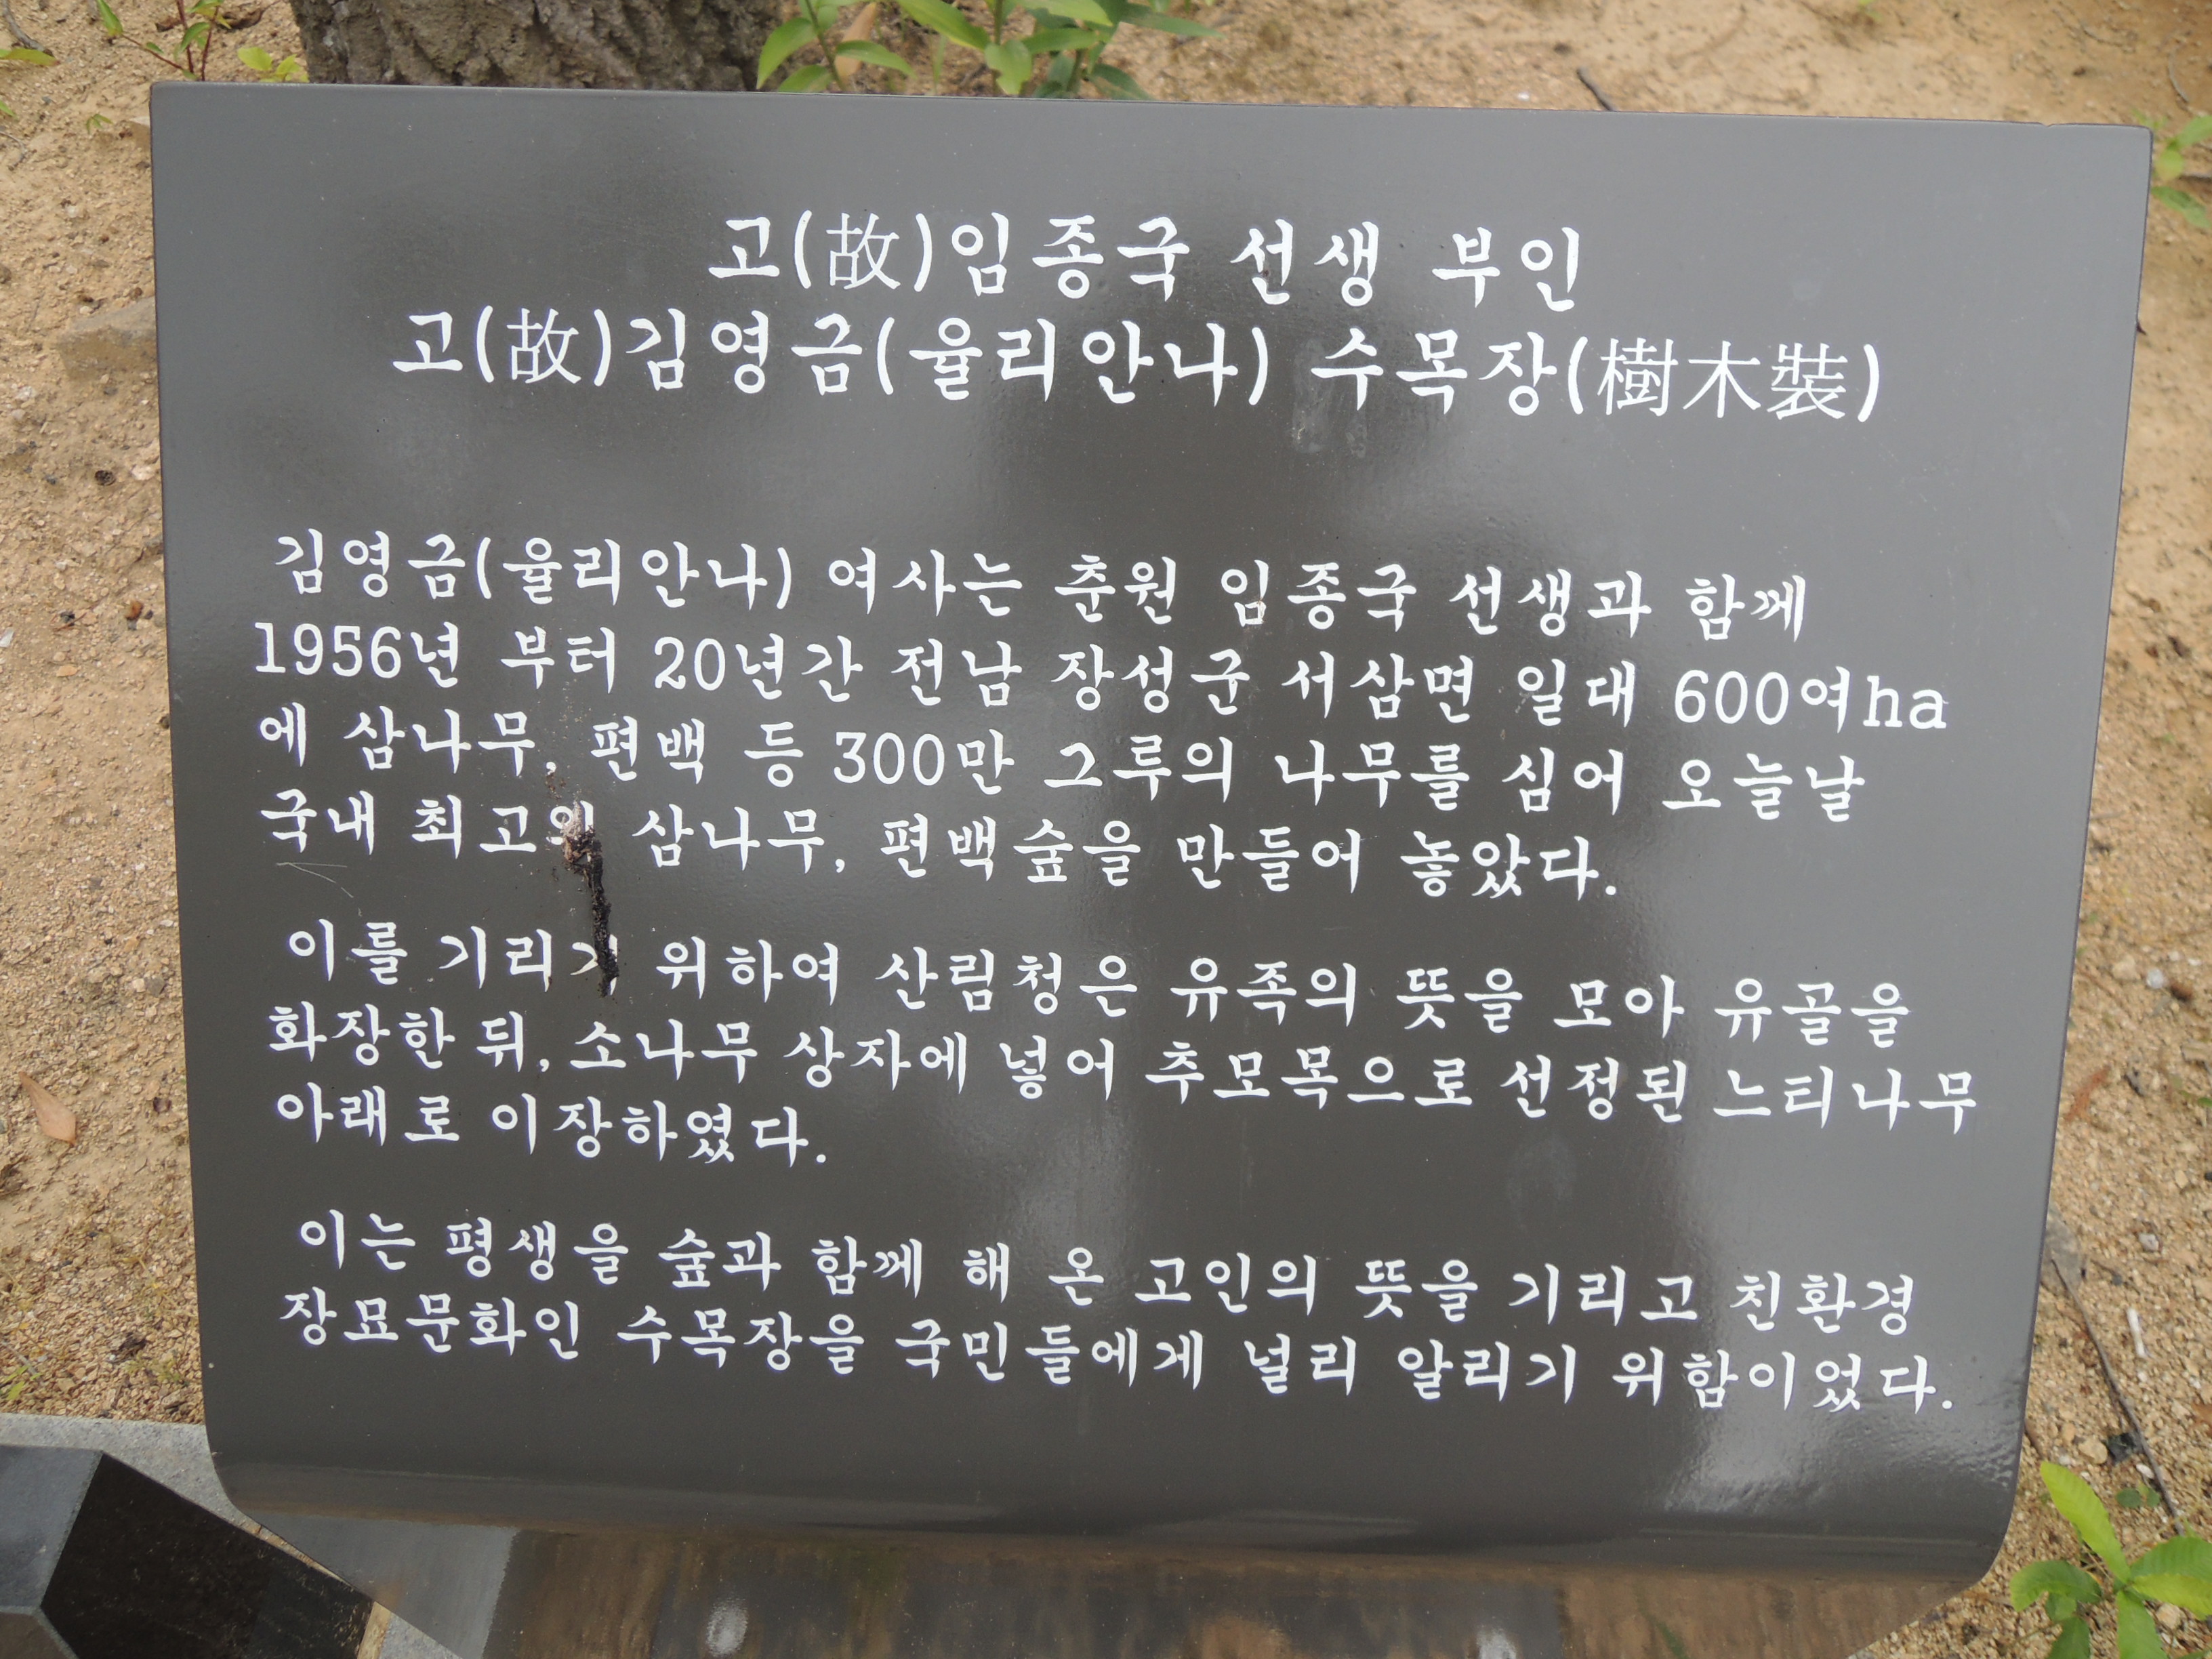 고(故)임종국 선생 부인
고(故)김영금(율리안나) 수목장(樹木裝)
김영금(율리안나) 여사는 춘원 임종국 선생과 함께
1956년 부터 20년간 전남 장성군 서삼면 일대 600여ha
에 삼나무, 편백 등 300만 그루의 나무를 심어 오늘날
국내 최고의 삼나무, 편백숲을 만들어 놓았다.
이를 기리기 위하여 산림청은 유족의 뜻을 모아 유골을
화장한 뒤, 소나무 상자에 넣어 추모목으로 선정된 느티나무
아래로 이장하였다.
이는 평생을 숲과 함께 해 온 고인의 뜻을 기리고 친환경
장묘문화인 수목장을 국민들에게 널리 알리기 위함이었다.